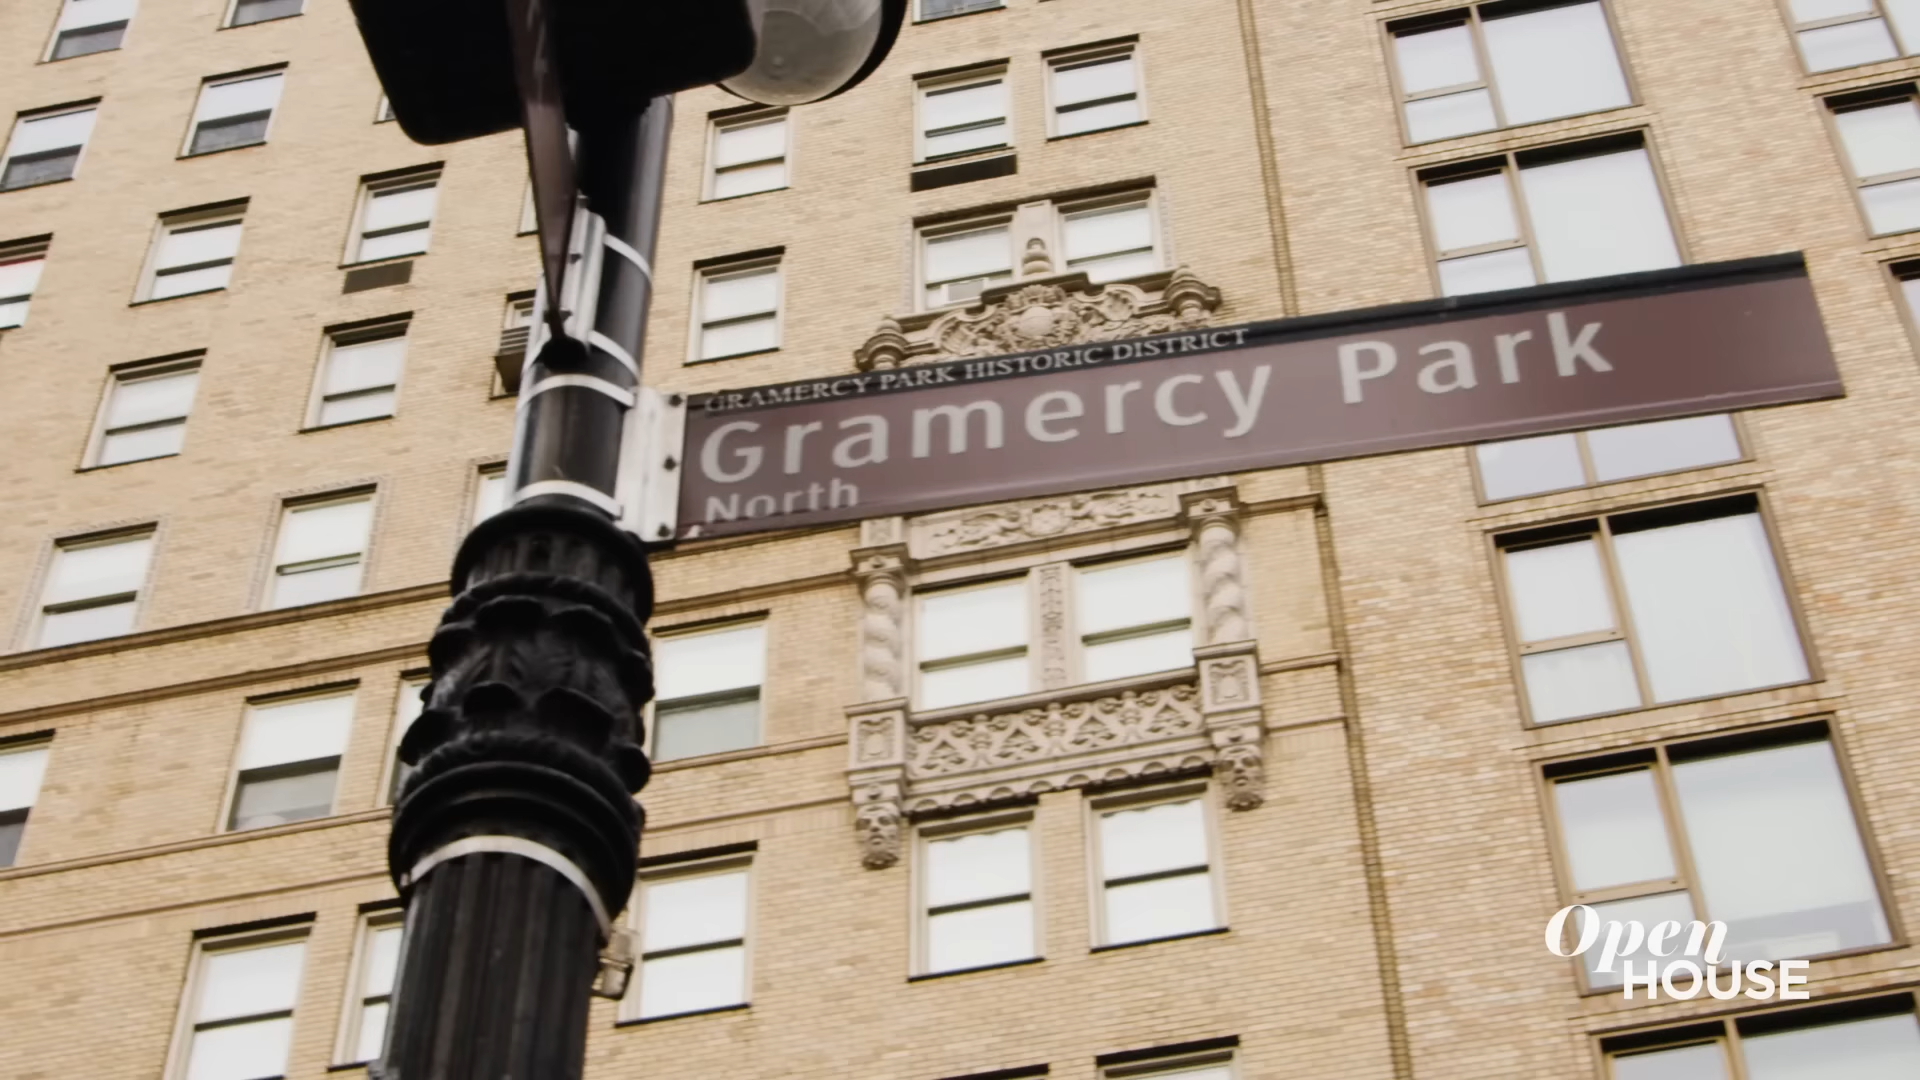 GRAMERCY PARK HISTORIC DISTRICT
Gramercy Park
North
Open
HOUSE